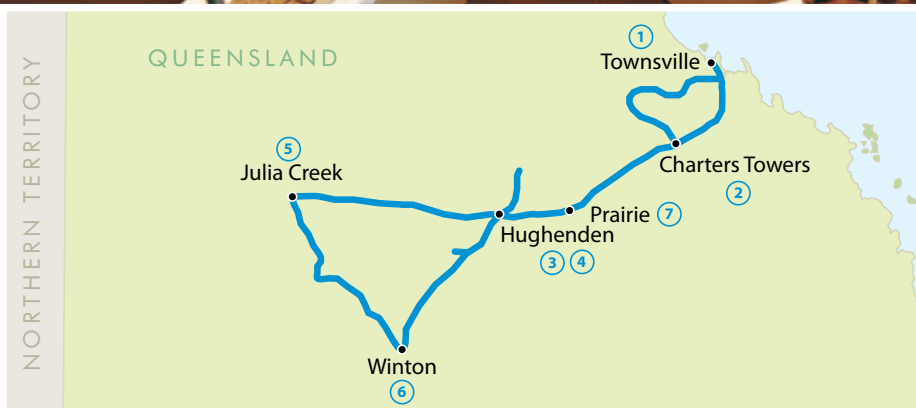 NORTHERN TERRITORY
QUEENSLAND
1
Townsville
Charters Towers
2
5
Julia Creek
Prairie 7
Hughenden
3 4
Winton
6